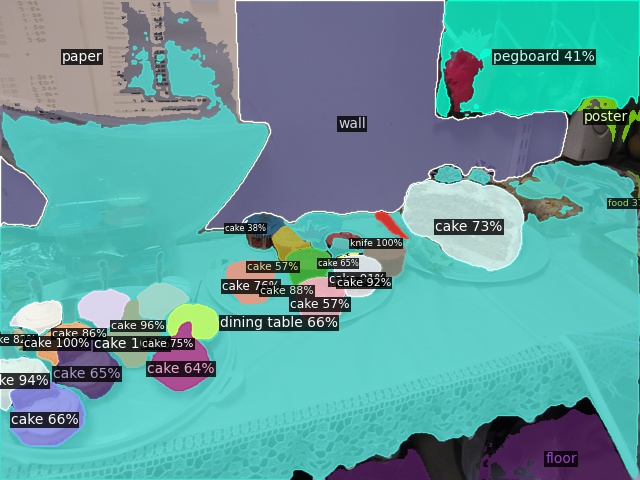 paper
pegboard 41%
poster
wall
food 3
cake 73%
cake 38%
knife 100%
cake 57%
cake 65%
cake 76%
cake 92%
cake 88%
cake 57%
dining table 66%
cake 96%
cake 86%
cake 100%
cake 1
cake 75%
cake 64%
cake 65%
ke 94%
cake 66%
floor